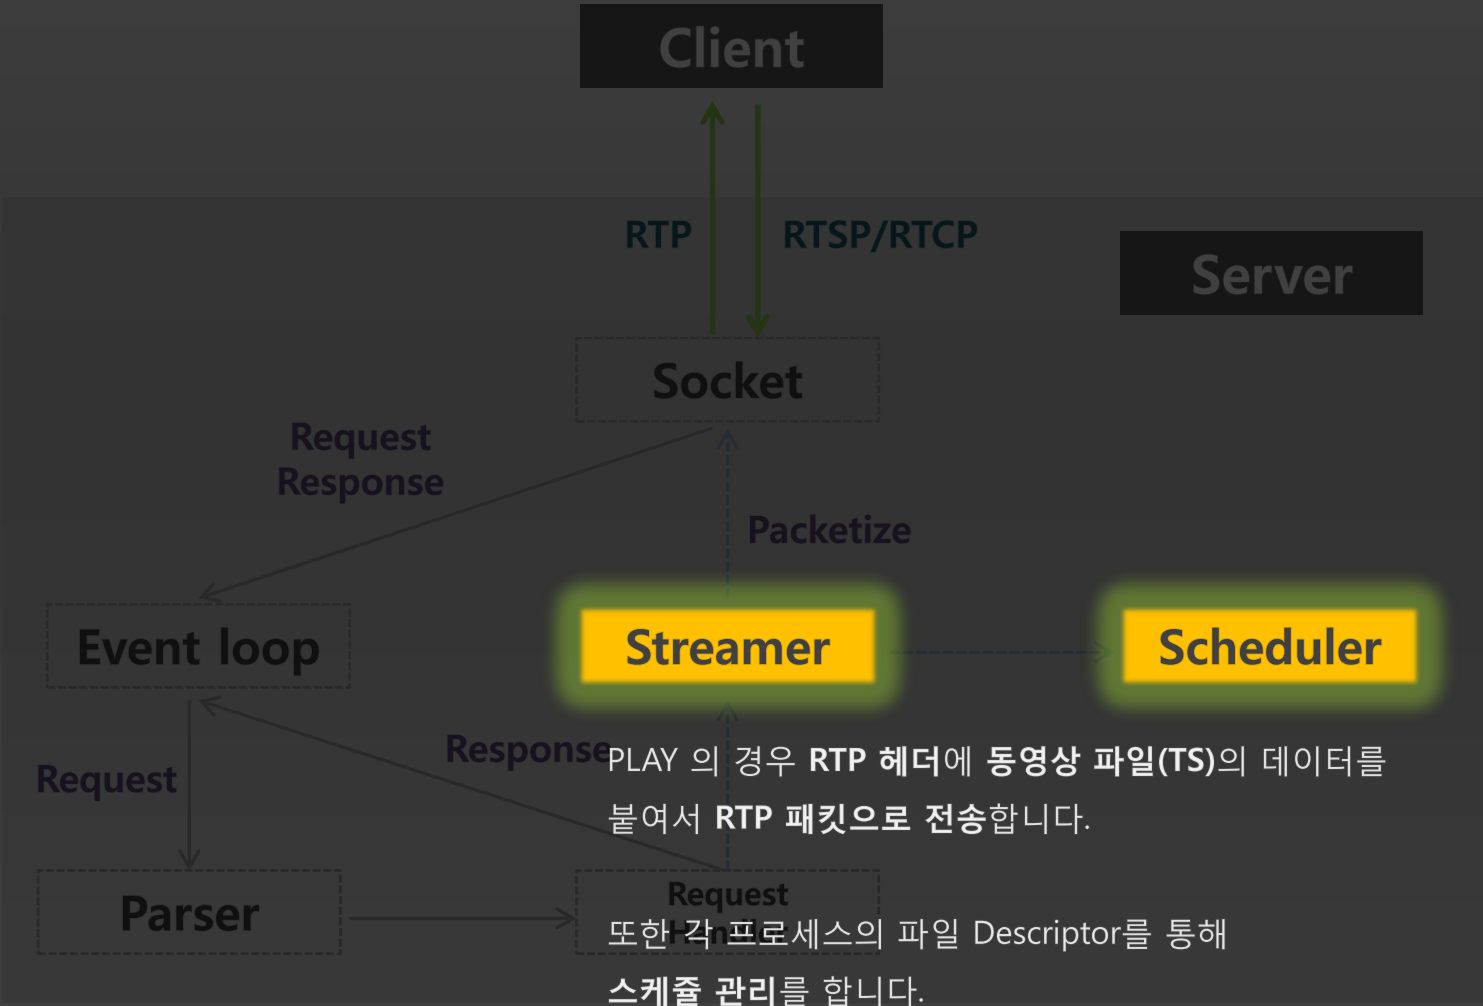 Client
RTP
RTSP/RTCP
Server
Socket
Request
Response
Packetize
Event loop
Streamer
Scheduler
Request
Response
PLAY 의 경우 RTP 헤더에 동영상 파일(TS)의 데이터를
붙여서 RTP 패킷으로 전송합니다.
Parser
Request
Handler
또한 각 프로세스의 파일 Descriptor를 통해
스케쥴 관리를 합니다.